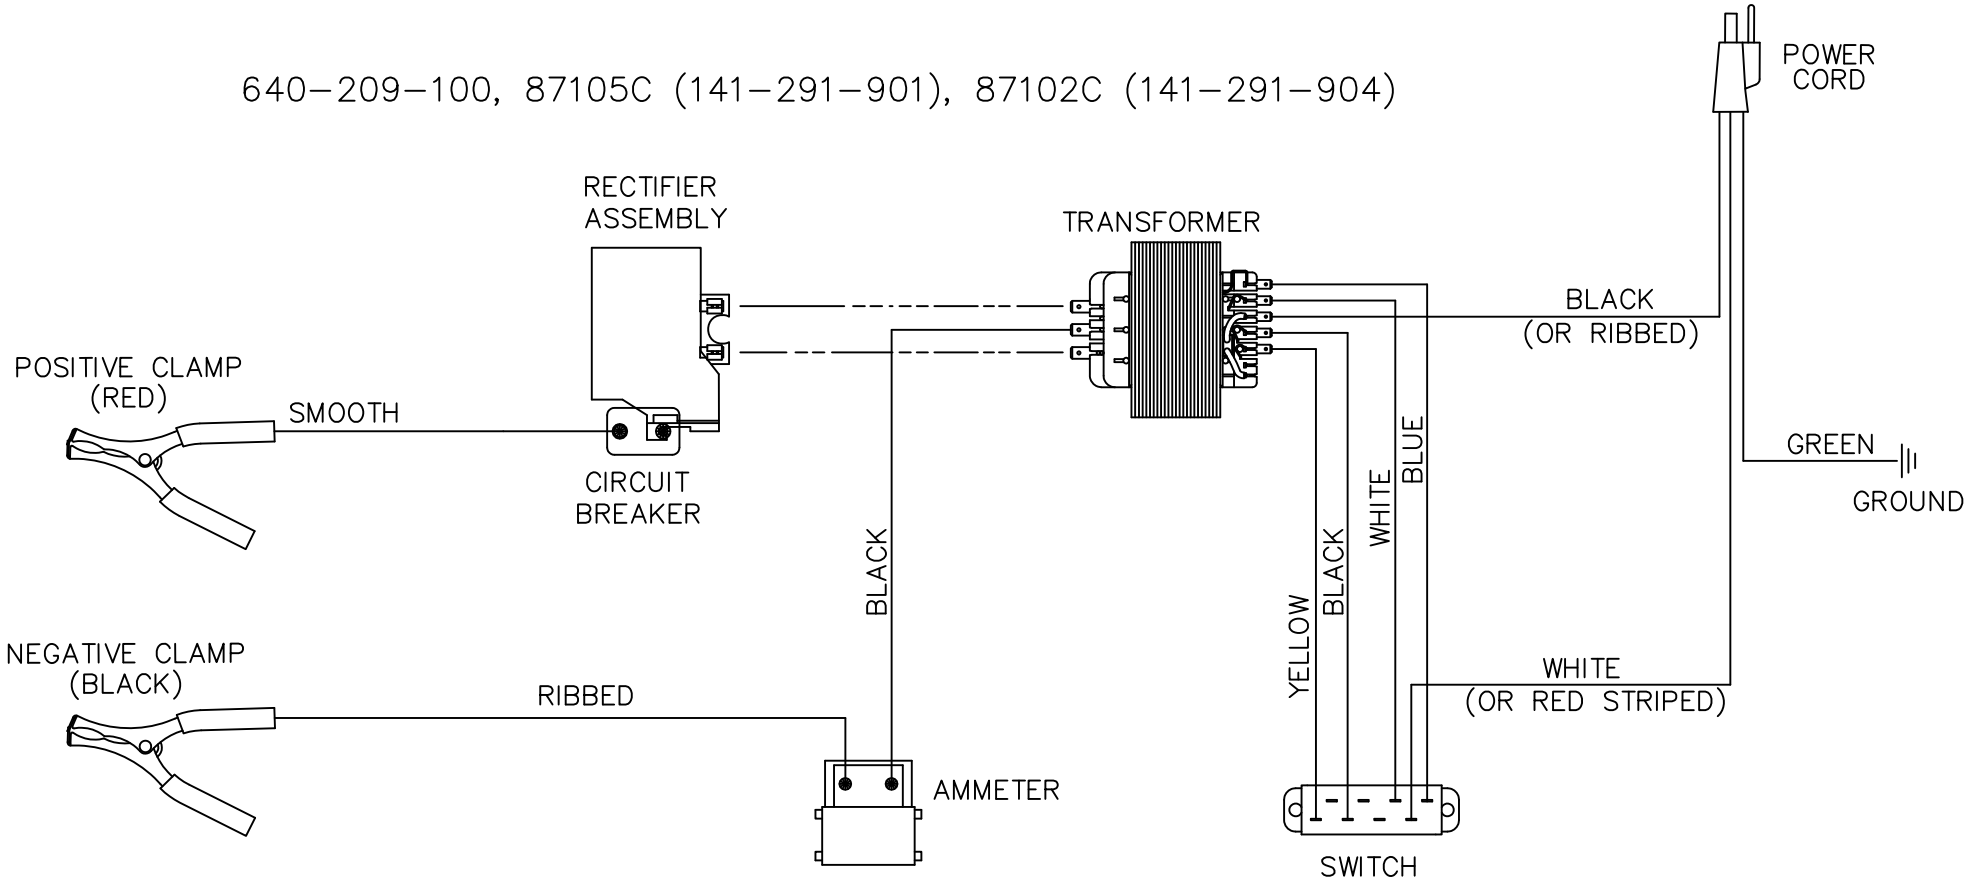 640-209-100, 87105C (141-291-901), 87102C (141-291-904)
POWER
CORD
RECTIFIER
ASSEMBLY
TRANSFORMER
BLACK
(OR RIBBED)
POSITIVE CLAMP
(RED)
SMOOTH
CIRCUIT
BREAKER
BLUE
WHITE
BLACK
YELLOW
BLACK
GREEN
GROUND
NEGATIVE CLAMP
(BLACK)
RIBBED
WHITE
(OR RED STRIPED)
AMMETER
SWITCH